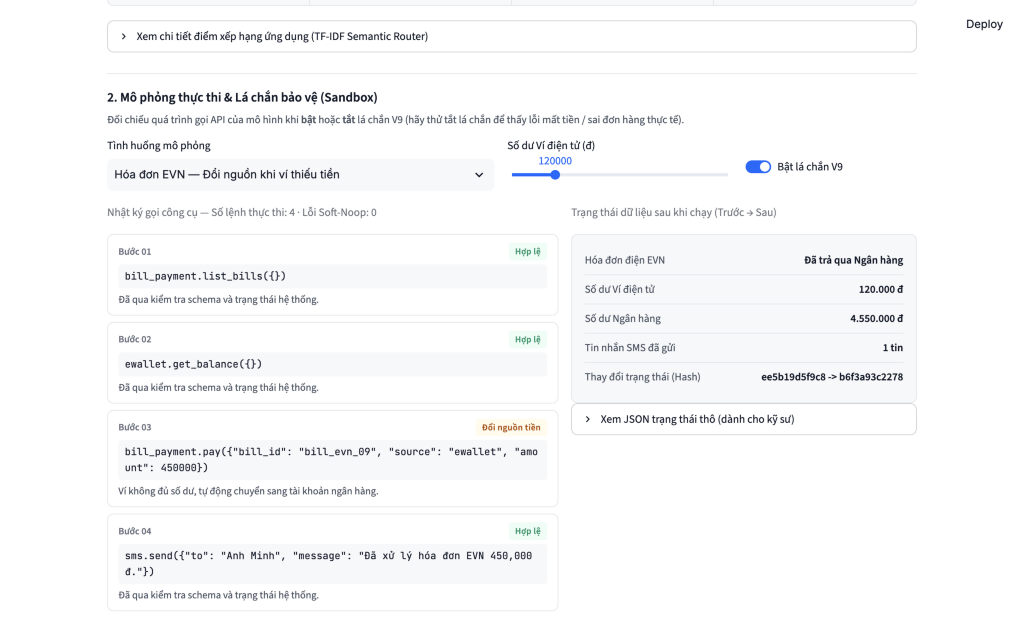 Deploy
Xem chi tiết điểm xếp hạng ứng dụng (TF-IDF Semantic Router)
2. Mô phỏng thực thi & Lá chắn bảo vệ (Sandbox)
Đối chiếu quá trình gọi API của mô hình khi bật hoặc tắt lá chắn V9 (hãy thử tắt lá chắn để thấy lỗi mất tiền / sai đơn hàng thực tế).
Tình huống mô phỏng
Hóa đơn EVN — Đổi nguồn khi ví thiếu tiền
Số dư Ví điện tử (đ)
120000
Bật lá chắn V9
Nhật ký gọi công cụ — Số lệnh thực thi: 4 · Lỗi Soft-Noop: 0
Bước 01
Hợp lệ
bill_payment.list_bills({})
Đã qua kiểm tra schema và trạng thái hệ thống.
Bước 02
Hợp lệ
ewallet.get_balance({})
Đã qua kiểm tra schema và trạng thái hệ thống.
Bước 03
Đổi nguồn tiền
bill_payment.pay({"bill_id": "bill_evn_09", "source": "ewallet", "amo
unt": 450000})
Ví không đủ số dư, tự động chuyển sang tài khoản ngân hàng.
Bước 04
Hợp lệ
sms.send({"to": "Anh Minh", "message": "Đã xử lý hóa đơn EVN 450,000
đ."})
Đã qua kiểm tra schema và trạng thái hệ thống.
Trạng thái dữ liệu sau khi chạy (Trước → Sau)
Hóa đơn điện EVN
Đã trả qua Ngân hàng
Số dư Ví điện tử
120.000 đ
Số dư Ngân hàng
4.550.000 đ
Tin nhắn SMS đã gửi
1 tin
Thay đổi trạng thái (Hash)
ee5b19d5f9c8 -> b6f3a93c2278
Xem JSON trạng thái thô (dành cho kỹ sư)